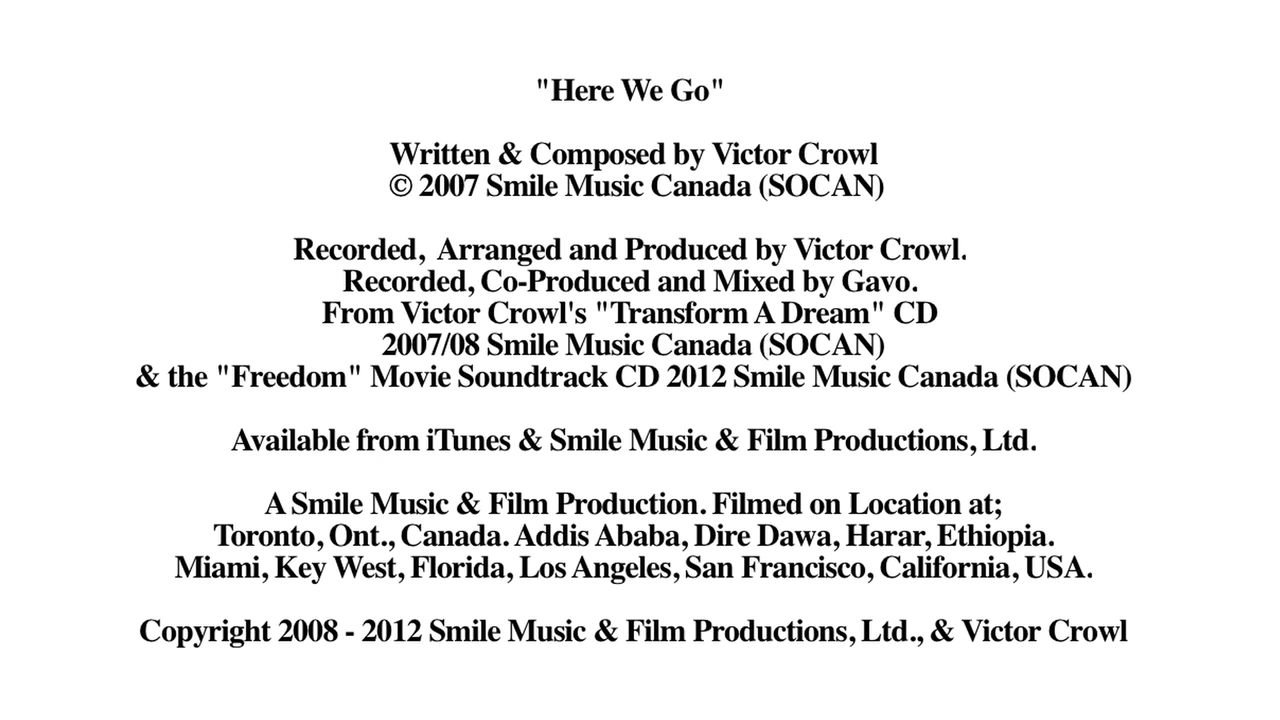 "Here We Go"
Written & Composed by Victor Crowl
© 2007 Smile Music Canada (SOCAN)
Recorded,  Arranged and Produced by Victor Crowl.
Recorded, Co-Produced and Mixed by Gavo.
From Victor Crowl's "Transform A Dream" CD
2007/08 Smile Music Canada (SOCAN)
& the "Freedom" Movie Soundtrack CD 2012 Smile Music Canada (SOCAN)
Available from iTunes & Smile Music & Film Productions, Ltd.
A Smile Music & Film Production. Filmed on Location at;
Toronto, Ont., Canada. Addis Ababa, Dire Dawa, Harar, Ethiopia.
Miami, Key West, Florida, Los Angeles, San Francisco, California, USA.
Copyright 2008 - 2012 Smile Music & Film Productions, Ltd., & Victor Crowl